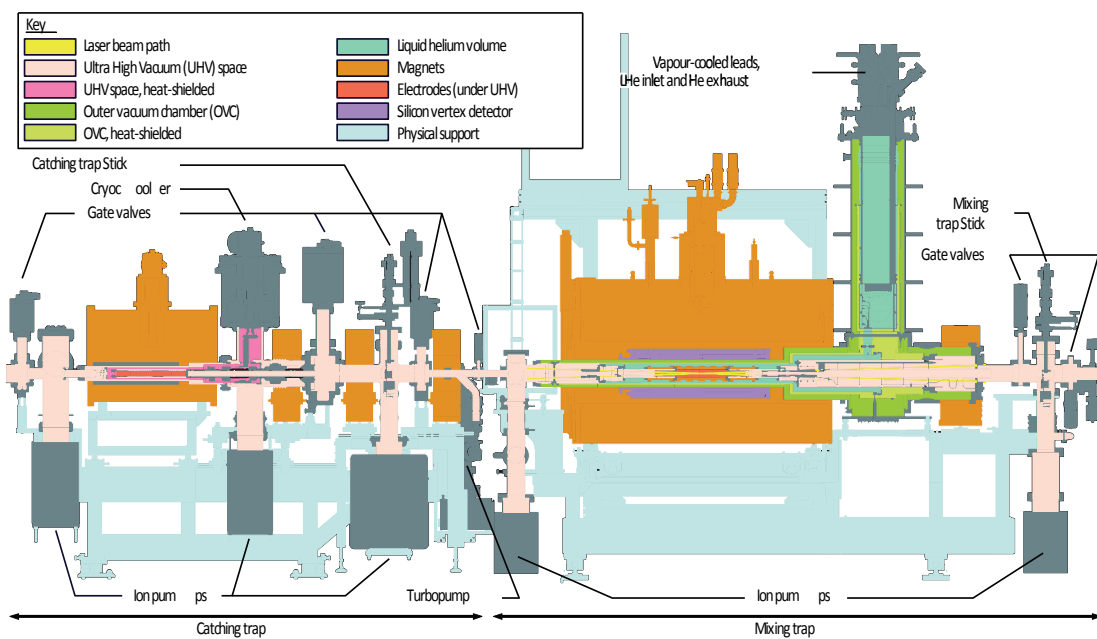 Key
Laser beam path
Ultra High Vacuum (UHV) space
UHV space, heat-shielded
Outer vacuum chamber (OVC)
OVC, heat-shielded
Liquid helium volume
Magnets
Electrodes (under UHV)
Silicon vertex detector
Physical support
Vapour-cooled leads,
LHe inlet and He exhaust
Catching trap Stick
Cryoc ool er
Gate valves
Mixing
trap Stick
Gate valves
Ion pum ps
Turbopump
Ion pum ps
Catching trap
Mixing trap